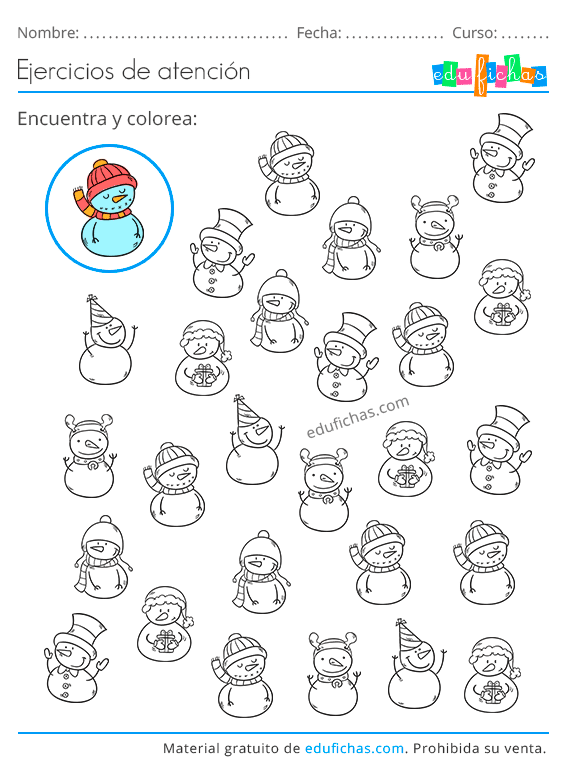 Nombre: ................................. Fecha: ................ Curso: ........
Ejercicios de atención
edufichas
Encuentra y colorea:
edufichas.com
Material gratuito de edufichas.com. Prohibida su venta.